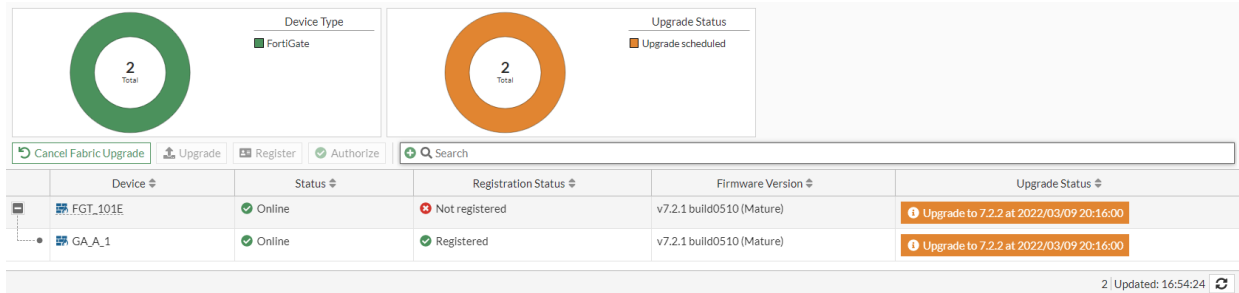 Device Type
FortiGate
2
Total
Upgrade Status
Upgrade scheduled
2
Total
Cancel Fabric Upgrade Upgrade Register Authorize Search
Device Status Registration Status Firmware Version Upgrade Status
FGT_101E Online Not registered v7.2.1 build0510 (Mature) Upgrade to 7.2.2 at 2022/03/09 20:16:00
GA_A_1 Online Registered v7.2.1 build0510 (Mature) Upgrade to 7.2.2 at 2022/03/09 20:16:00
2 Updated: 16:54:24